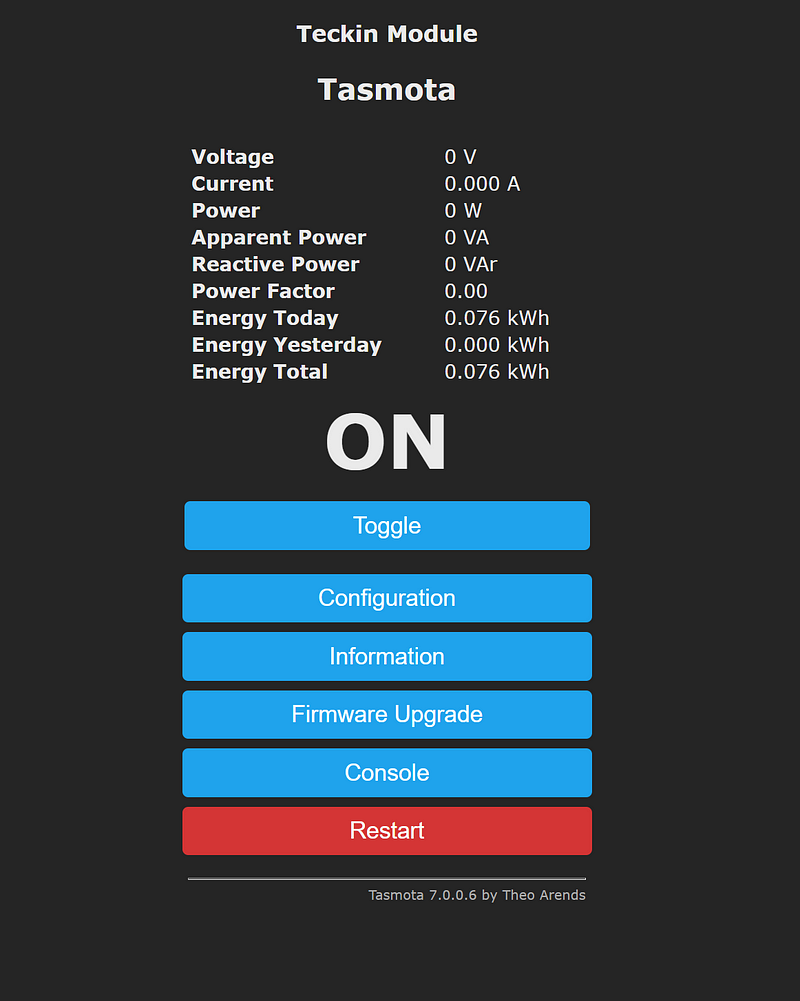 Teckin Module
Tasmota
Voltage 0 V
Current 0.000 A
Power 0 W
Apparent Power 0 VA
Reactive Power 0 VAr
Power Factor 0.00
Energy Today 0.076 kWh
Energy Yesterday 0.000 kWh
Energy Total 0.076 kWh
ON
Toggle
Configuration
Information
Firmware Upgrade
Console
Restart
Tasmota 7.0.0.6 by Theo Arends